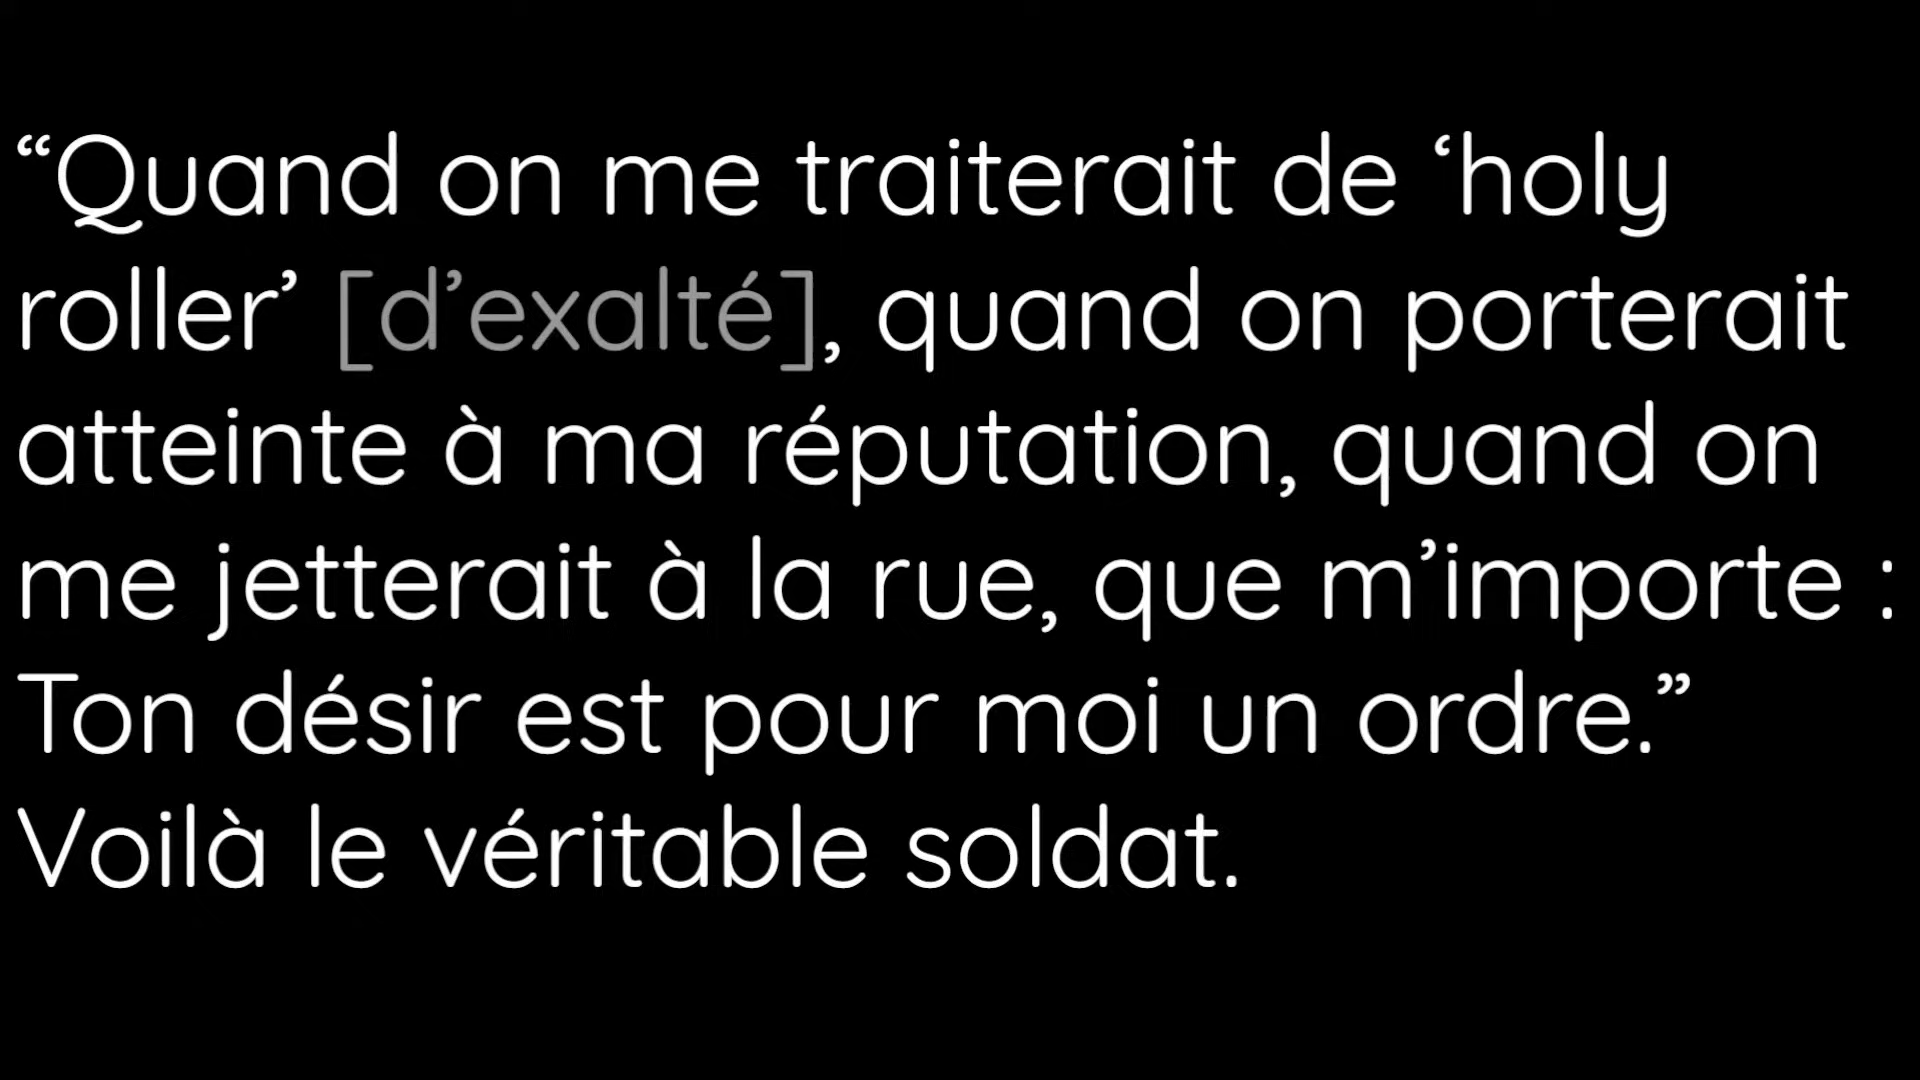 “Quand on me traiterait de ‘holy
roller’ [d’exalté], quand on porterait
atteinte à ma réputation, quand on
me jetterait à la rue, que m’importe :
Ton désir est pour moi un ordre.”
Voilà le véritable soldat.